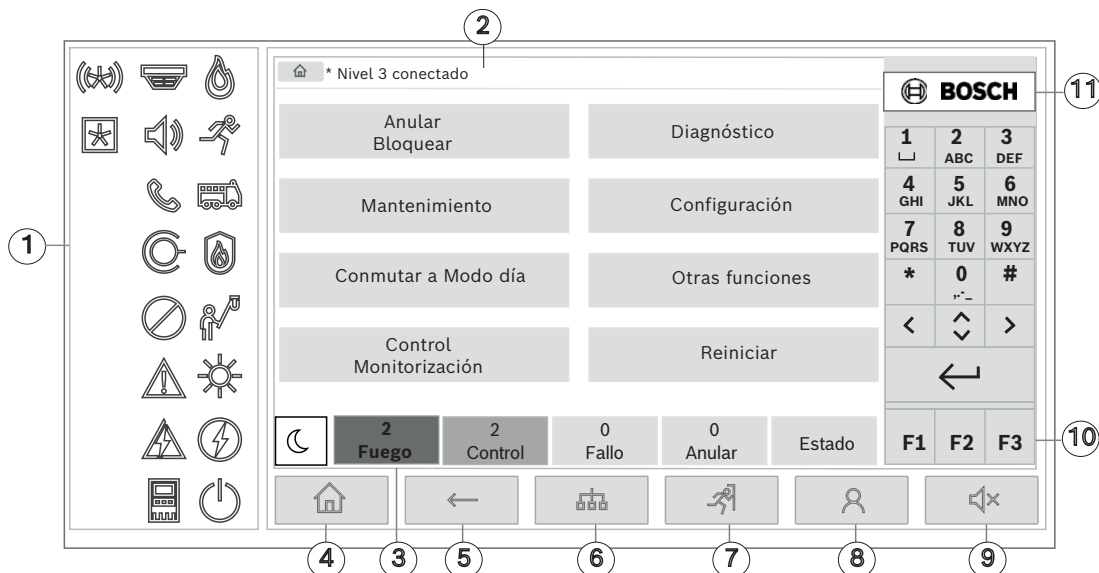 2
* Nivel 3 conectado
Anular
Bloquear
Diagnóstico
Mantenimiento
Configuración
Conmutar a Modo día
Otras funciones
Control
Monitorización
Reiniciar
2
Fuego
2
Control
0
Fallo
0
Anular
Estado
BOSCH
11
1
2
ABC
3
DEF
4
GHI
5
JKL
6
MNO
7
PQRS
8
TUV
9
WXYZ
*
0
,.-_
#
F1
F2
F3
10
1
4
3
5
6
7
8
9